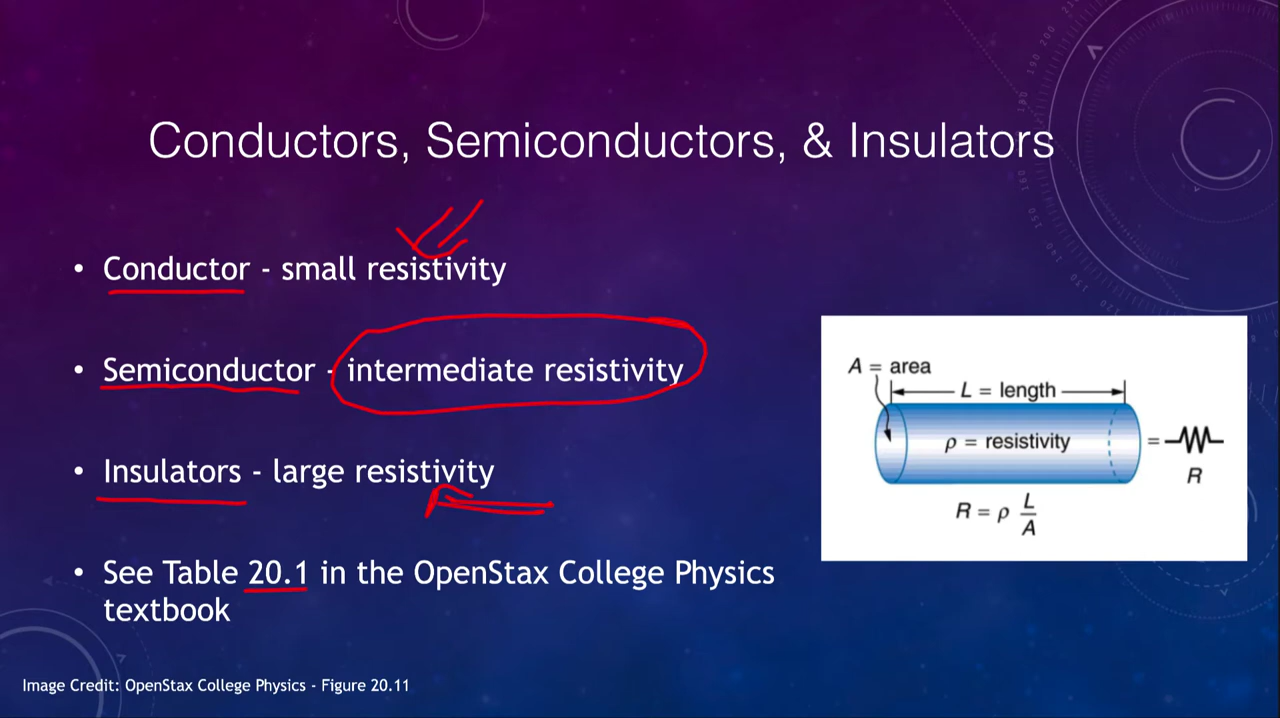 Conductors, Semiconductors, & Insulators
• Conductor - small resistivity
• Semiconductor - intermediate resistivity
• Insulators - large resistivity
• See Table 20.1 in the OpenStax College Physics
textbook
A = area
L = length
ρ = resistivity
=
R
R = ρ L/A
Image Credit: OpenStax College Physics - Figure 20.11